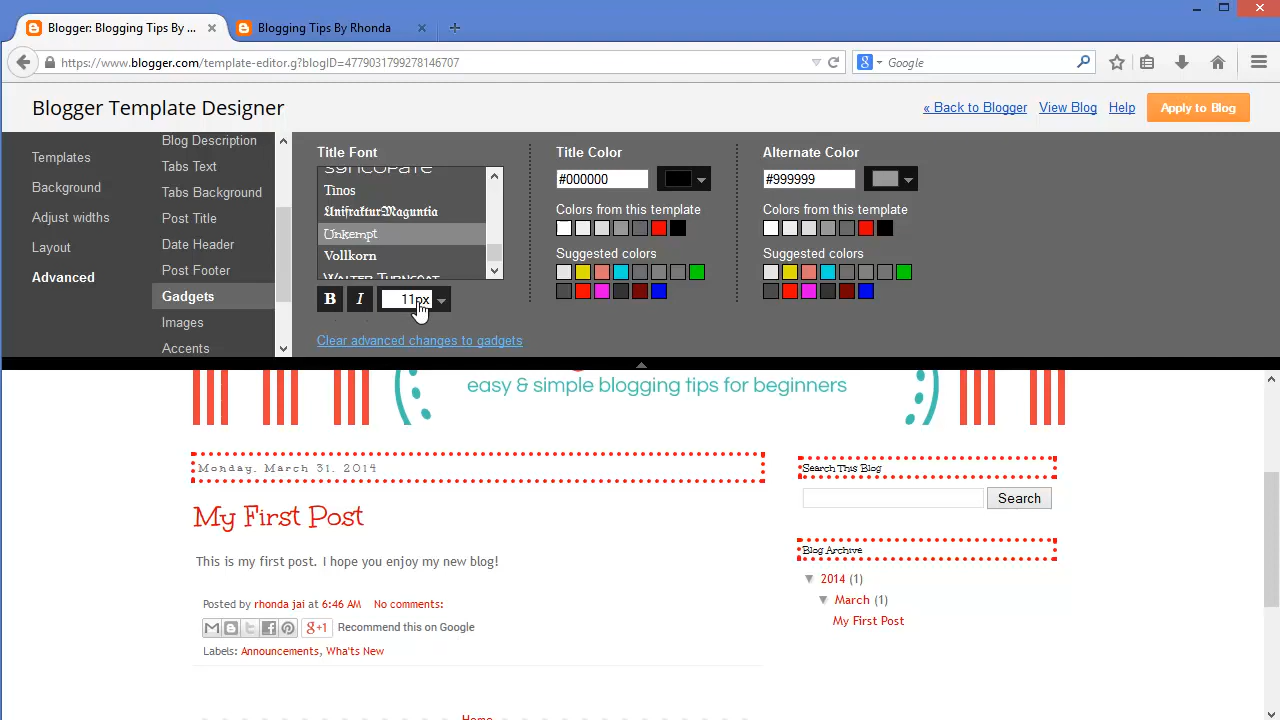 Blogger: Blogging Tips By ...
Blogging Tips By Rhonda
https://www.blogger.com/template-editor.g?blogID=4779031799278146707
Google
Blogger Template Designer
« Back to Blogger
View Blog
Help
Apply to Blog
Templates
Background
Adjust widths
Layout
Advanced
Blog Description
Tabs Text
Tabs Background
Post Title
Date Header
Post Footer
Gadgets
Images
Accents
Title Font
Syncopate
Tinos
UnifrakturMaguntia
Unkempt
Vollkorn
Walter Turncoat
B I 11px
Clear advanced changes to gadgets
Title Color
#000000
Colors from this template
Suggested colors
Alternate Color
#999999
Colors from this template
Suggested colors
easy & simple blogging tips for beginners
Monday, March 31, 2014
My First Post
This is my first post. I hope you enjoy my new blog!
Posted by rhonda jai at 6:46 AM No comments:
g+1 Recommend this on Google
Labels: Announcements, Wha'ts New
Home
Search This Blog
Search
Blog Archive
▼ 2014 (1)
▼ March (1)
My First Post